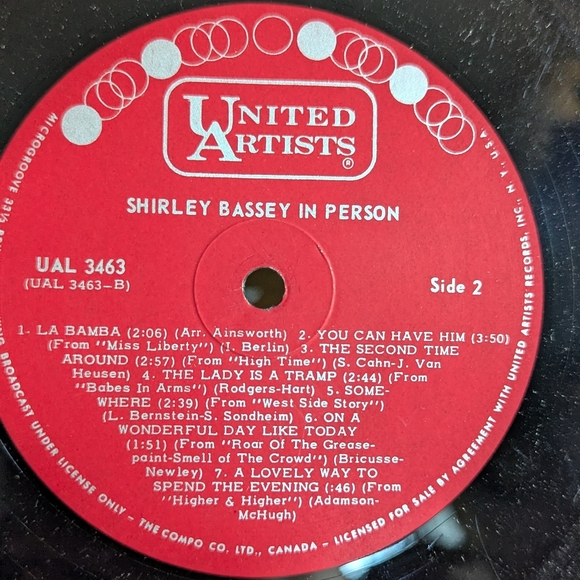 UNITED
ARTISTS
®
SHIRLEY BASSEY IN PERSON
UAL 3463
(UAL 3463-B)
Side 2
1- LA BAMBA (2:06) (Arr. Ainsworth) 2- YOU CAN HAVE HIM (3:50)
(From "Miss Liberty") (I. Berlin) 3- THE SECOND TIME
AROUND (2:57) (From "High Time") (S. Cahn-J. Van
Heusen) 4- THE LADY IS A TRAMP (2:44) (From
"Babes In Arms") (Rodgers-Hart) 5- SOME-
WHERE (2:39) (From "West Side Story")
(L. Bernstein-S. Sondheim) 6- ON A
WONDERFUL DAY LIKE TODAY
(1:51) (From "Roar Of The Grease-
paint-Smell of The Crowd") (Bricusse-
Newley) 7- A LOVELY WAY TO
SPEND THE EVENING (:46) (From
"Higher & Higher") (Adamson-
McHugh)
MICROGROOVE 33⅓
BROADCAST UNDER LICENSE ONLY - THE COMPO CO. LTD., CANADA - LICENSED FOR SALE BY AGREEMENT WITH UNITED ARTISTS RECORDS, INC., N.Y., USA